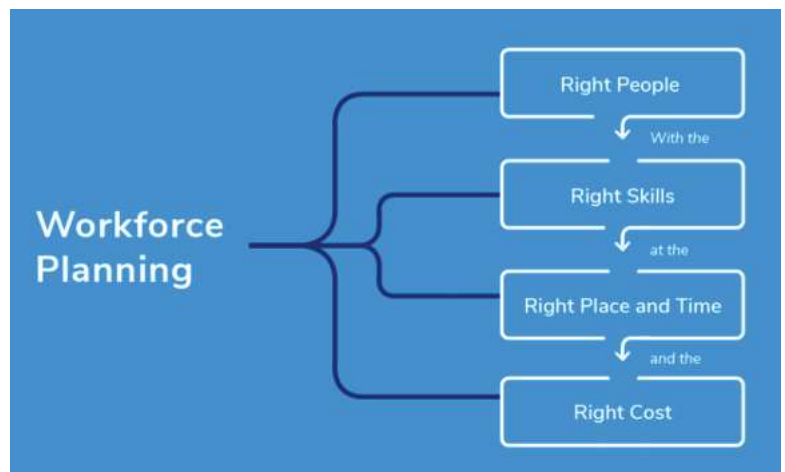 Workforce
Planning
Right People
With the
Right Skills
at the
Right Place and Time
and the
Right Cost